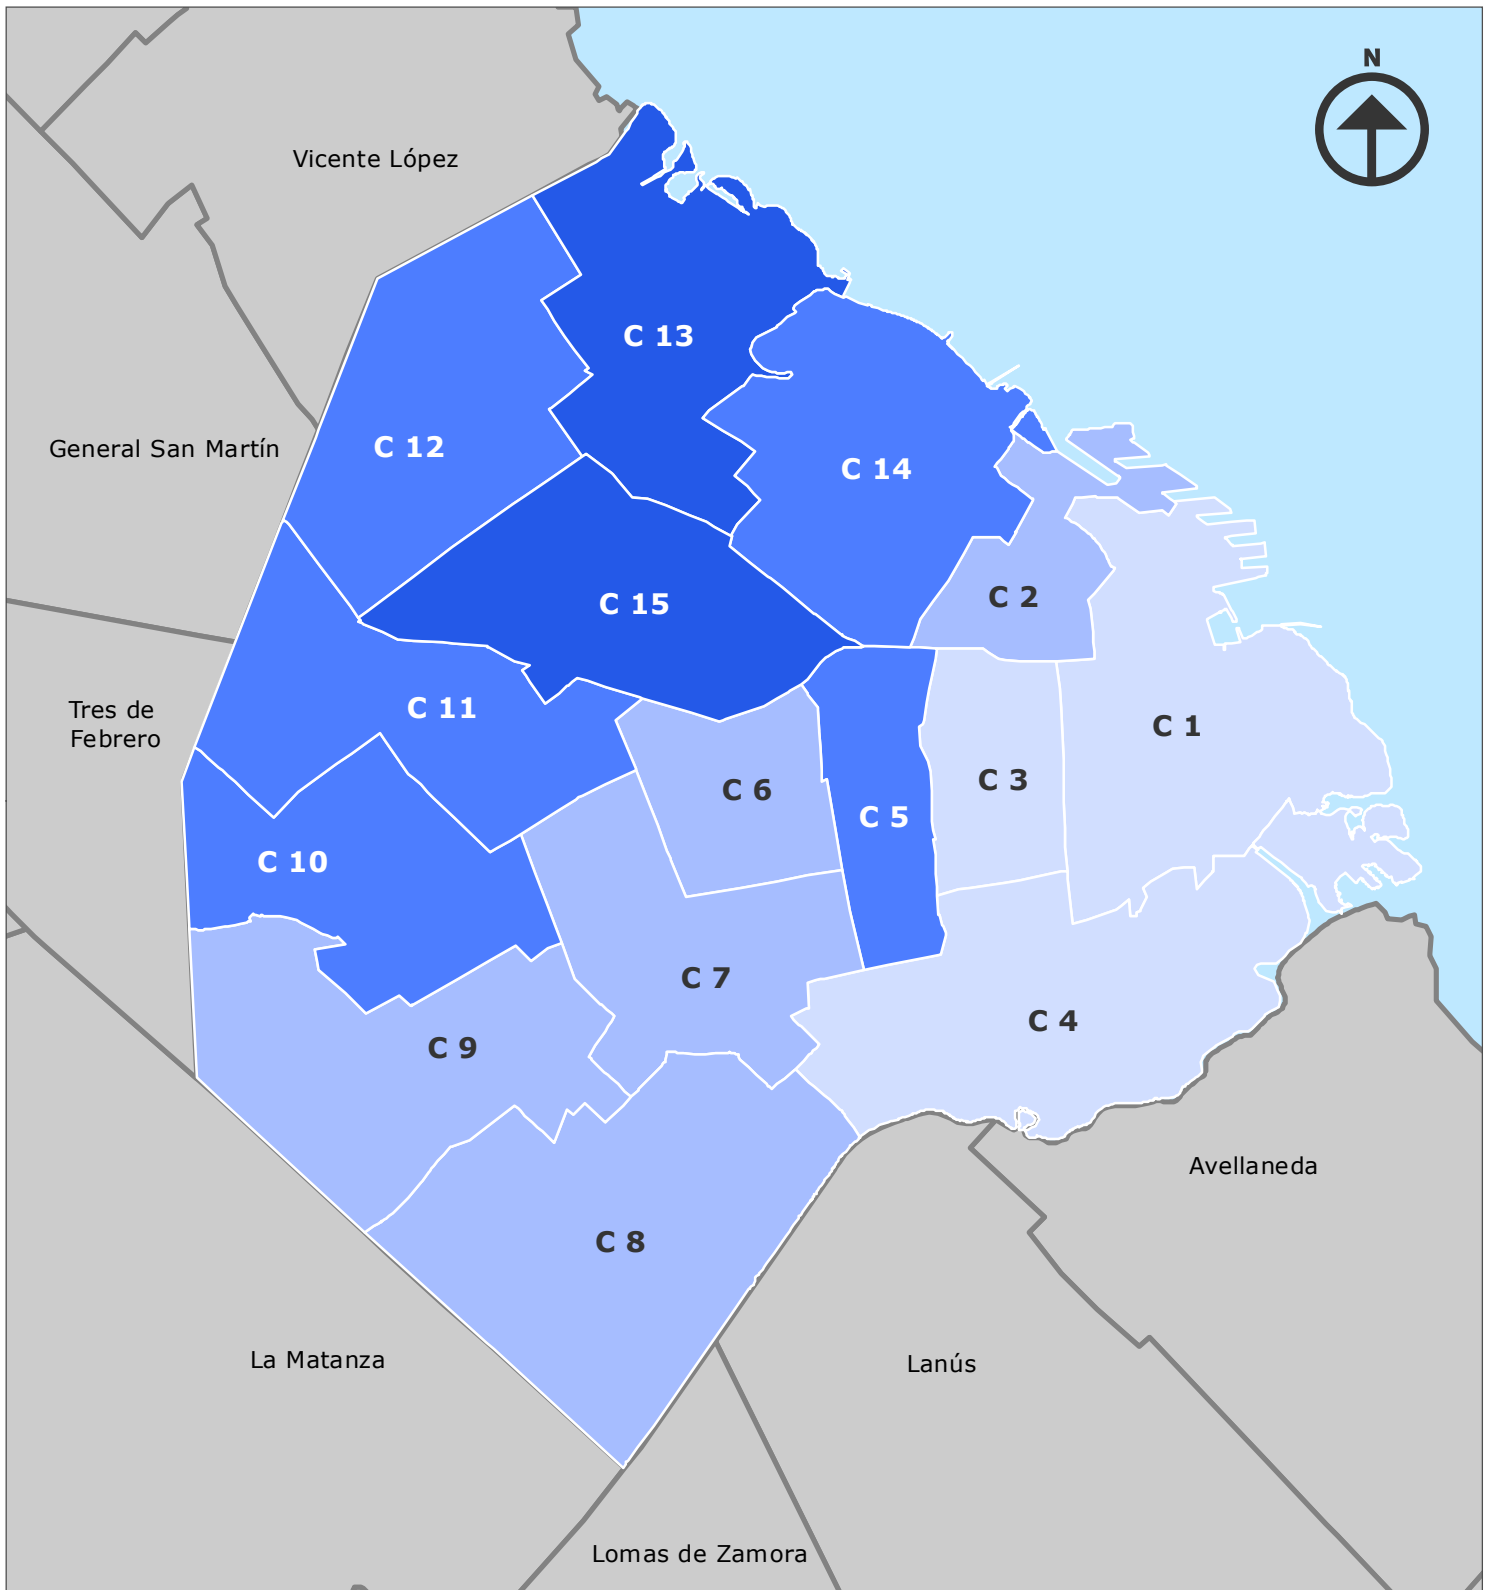 N
Vicente López
C 13
C 12
General San Martín
C 14
C 2
C 15
C 11
Tres de
Febrero
C 1
C 3
C 6
C 5
C 10
C 7
C 4
C 9
Avellaneda
C 8
La Matanza
Lanús
Lomas de Zamora